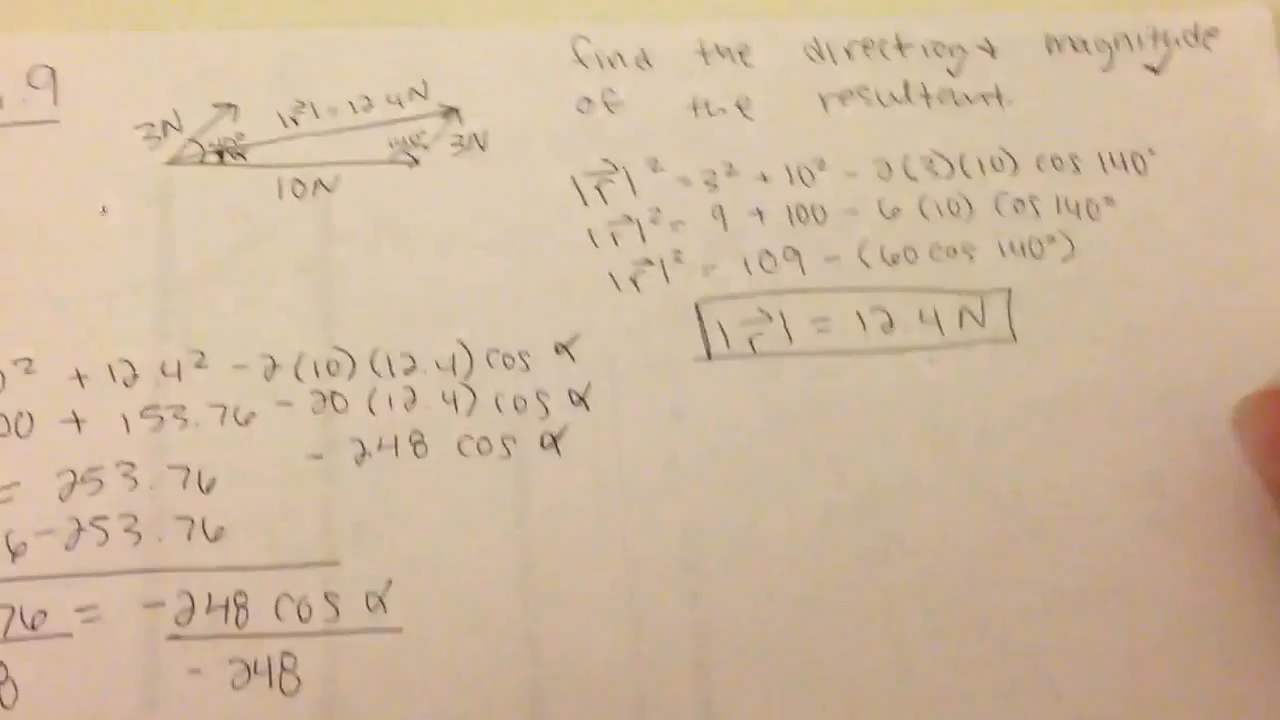 .9
find the direction & magnitude
of the resultant.
3N
|r⃗| = 12.4N
40°
140°
3N
10N
|r⃗|² = 3² + 10² - 2(3)(10) cos 140°
|r⃗|² = 9 + 100 - 6(10) cos 140°
|r⃗|² = 109 - (60 cos 140°)
|r⃗| = 12.4N
² + 12.4² - 2(10)(12.4) cos α
00 + 153.76 - 20(12.4) cos α
= 253.76 - 248 cos α
6 - 253.76
76 = -248 cos α
8 -248